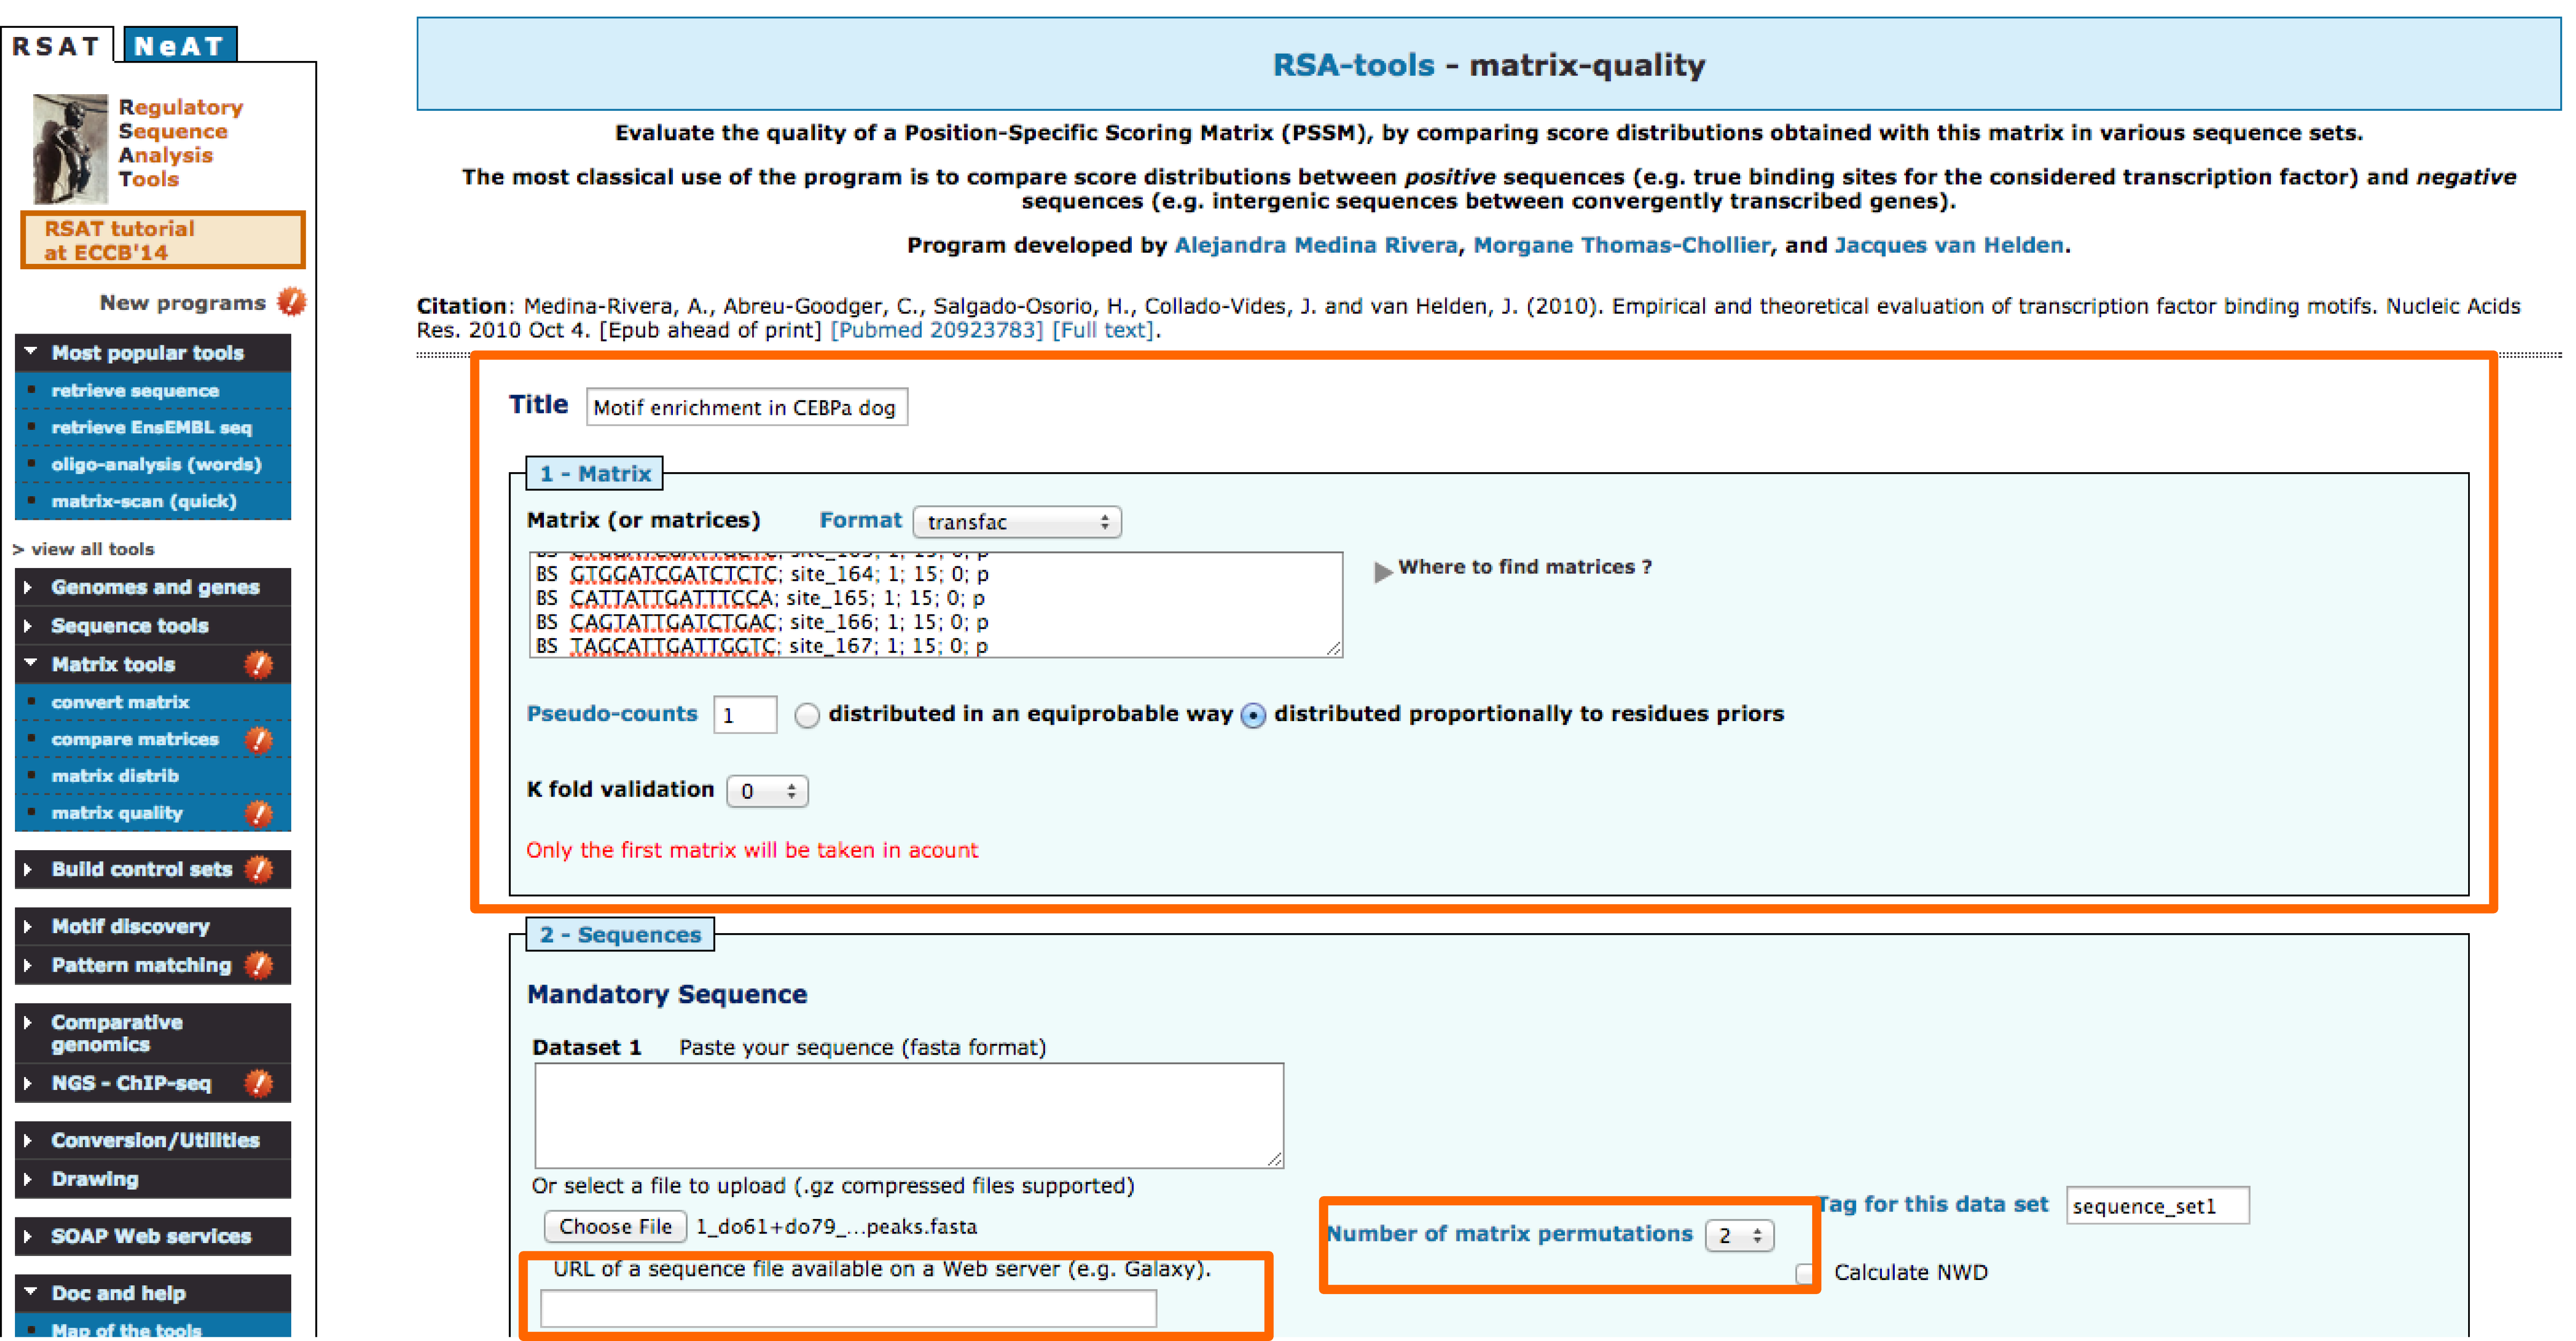 RSAT NeAT
Regulatory
Sequence
Analysis
Tools
RSAT tutorial
at ECCB'14
New programs
Most popular tools
retrieve sequence
retrieve EnsEMBL seq
oligo-analysis (words)
matrix-scan (quick)
> view all tools
Genomes and genes
Sequence tools
Matrix tools
convert matrix
compare matrices
matrix distrib
matrix quality
Build control sets
Motif discovery
Pattern matching
Comparative
genomics
NGS - ChIP-seq
Conversion/Utilities
Drawing
SOAP Web services
Doc and help
Map of the tools
RSA-tools - matrix-quality
Evaluate the quality of a Position-Specific Scoring Matrix (PSSM), by comparing score distributions obtained with this matrix in various sequence sets.
The most classical use of the program is to compare score distributions between positive sequences (e.g. true binding sites for the considered transcription factor) and negative
sequences (e.g. intergenic sequences between convergently transcribed genes).
Program developed by Alejandra Medina Rivera, Morgane Thomas-Chollier, and Jacques van Helden.
Citation: Medina-Rivera, A., Abreu-Goodger, C., Salgado-Osorio, H., Collado-Vides, J. and van Helden, J. (2010). Empirical and theoretical evaluation of transcription factor binding motifs. Nucleic Acids
Res. 2010 Oct 4. [Epub ahead of print] [Pubmed 20923783] [Full text].
Title Motif enrichment in CEBPa dog
1 - Matrix
Matrix (or matrices) Format transfac
BS GTGGATCGATCTCTC; site_164; 1; 15; 0; p
BS CATTATTGATTTCCA; site_165; 1; 15; 0; p
BS CAGTATTGATCTGAC; site_166; 1; 15; 0; p
BS TAGCATTGATTGGTC; site_167; 1; 15; 0; p
Where to find matrices ?
Pseudo-counts 1 distributed in an equiprobable way distributed proportionally to residues priors
K fold validation 0
Only the first matrix will be taken in acount
2 - Sequences
Mandatory Sequence
Dataset 1 Paste your sequence (fasta format)
Or select a file to upload (.gz compressed files supported)
Choose File 1_do61+do79_...peaks.fasta
URL of a sequence file available on a Web server (e.g. Galaxy).
Number of matrix permutations 2
Tag for this data set sequence_set1
Calculate NWD